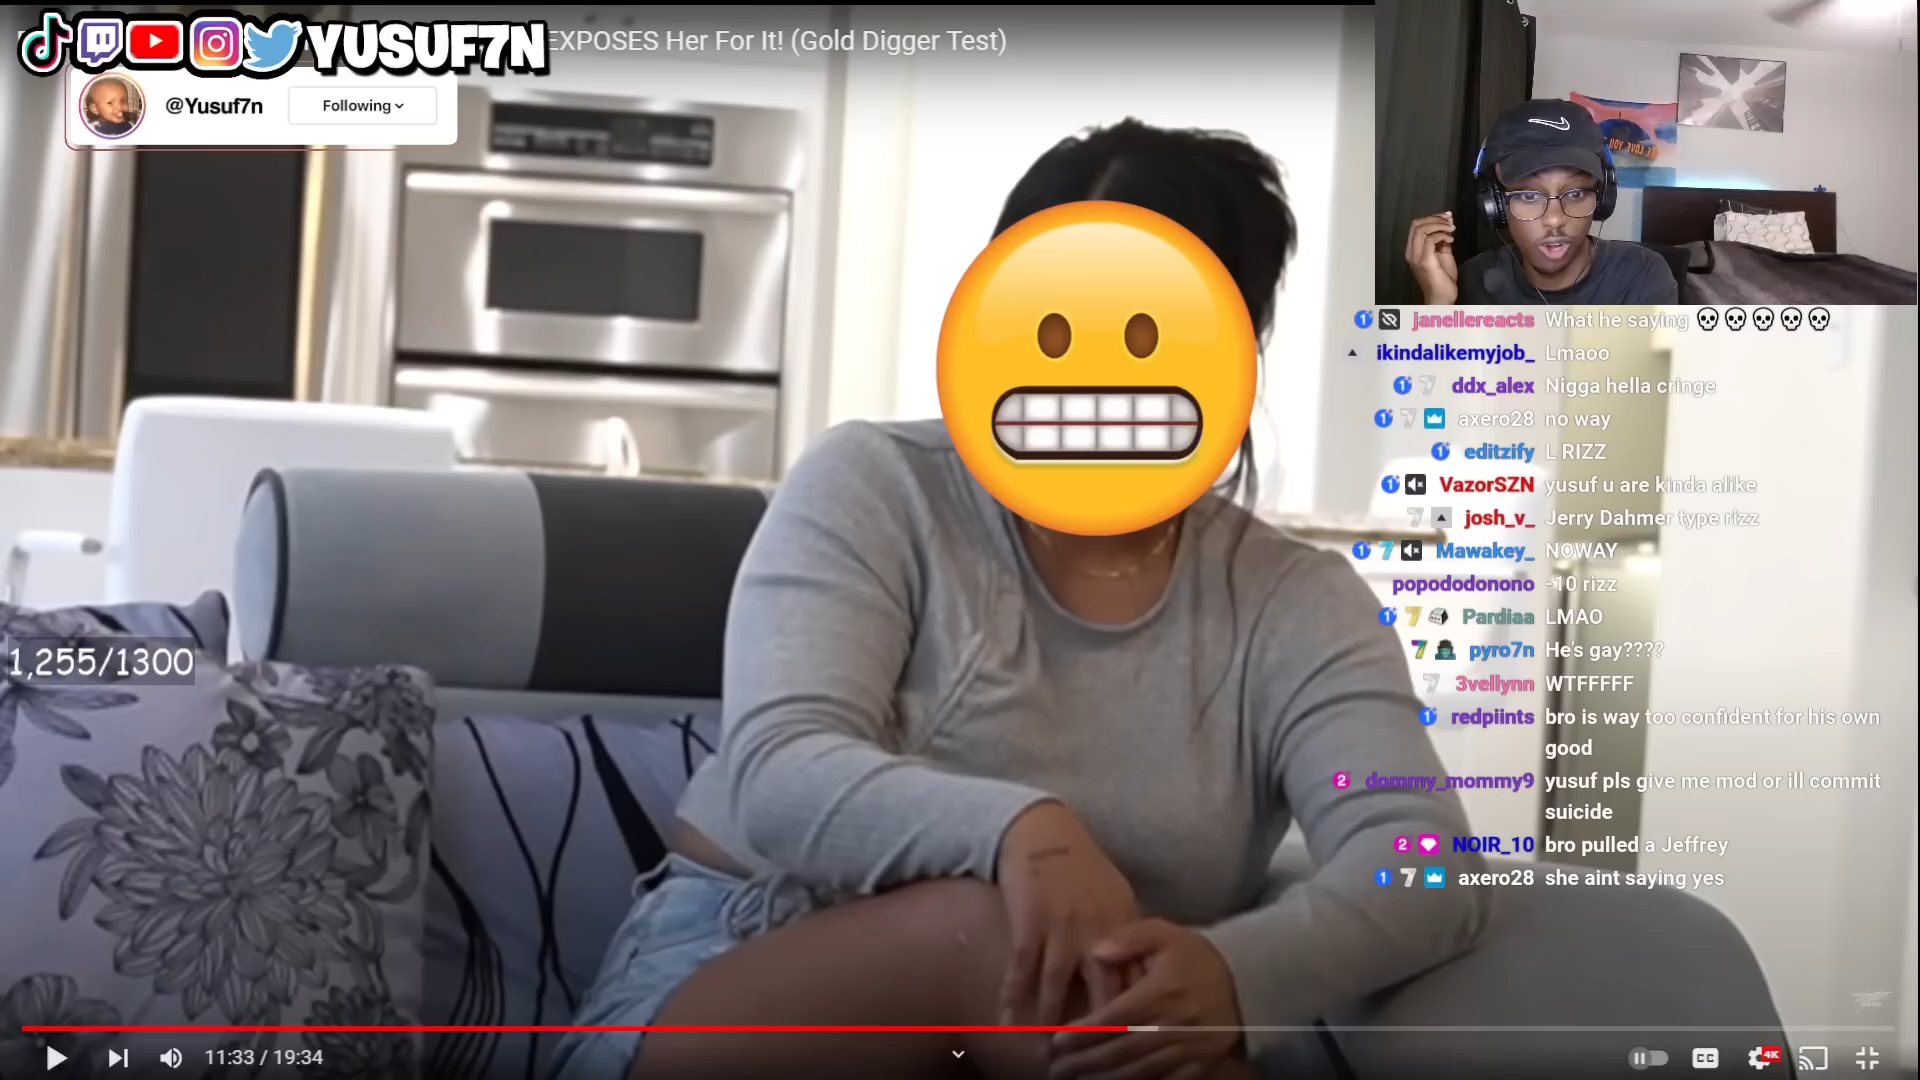 YUSUF7N
EXPOSES Her For It! (Gold Digger Test)
@Yusuf7n
Following
janellereacts What he saying 💀💀💀💀💀
ikindalikemyjob_ Lmaoo
ddx_alex Nigga hella cringe
axero28 no way
editzify L RIZZ
VazorSZN yusuf u are kinda alike
josh_v_ Jerry Dahmer type rizz
Mawakey_ NOWAY
popododonono -10 rizz
Pardiaa LMAO
pyro7n He's gay????
3vellynn WTFFFFF
redpiints bro is way too confident for his own
good
dommy_mommy9 yusuf pls give me mod or ill commit
suicide
NOIR_10 bro pulled a Jeffrey
axero28 she aint saying yes
1,255/1300
11:33 / 19:34
CC
4K